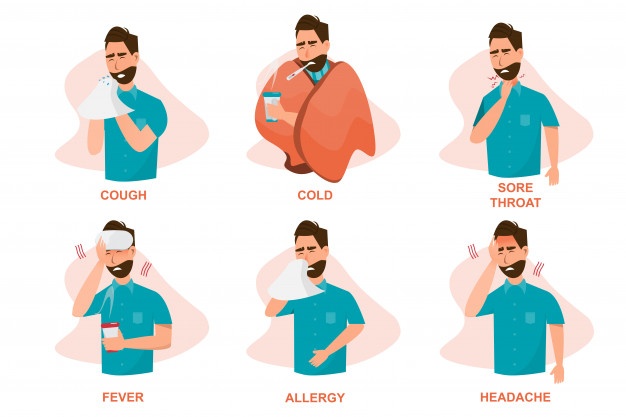 COUGH
COLD
SORE
THROAT
FEVER
ALLERGY
HEADACHE